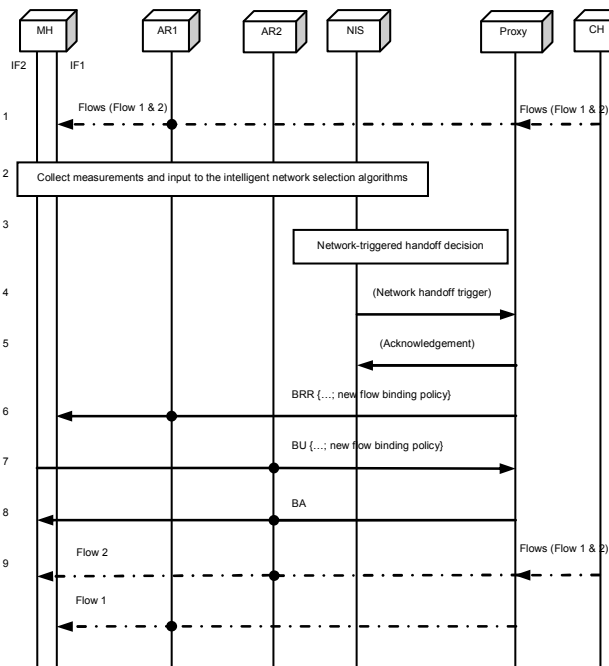 MH
AR1
AR2
NIS
Proxy
CH
IF2
IF1
Flows (Flow 1 & 2)
Flows (Flow 1 & 2)
1
2
Collect measurements and input to the intelligent network selection algorithms
3
Network-triggered handoff decision
4
(Network handoff trigger)
5
(Acknowledgement)
6
BRR {…; new flow binding policy}
7
BU {…; new flow binding policy}
8
BA
9
Flow 2
Flows (Flow 1 & 2)
Flow 1